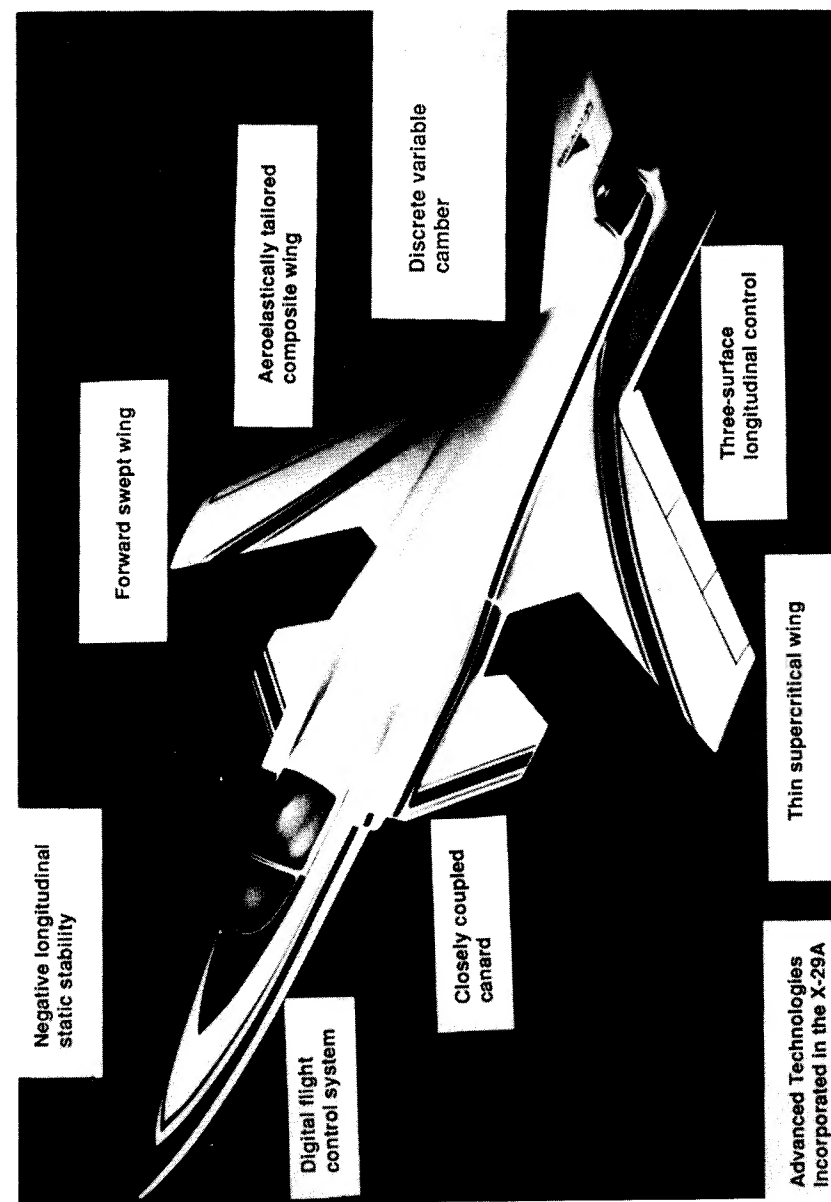 Negative longitudinal
static stability
Forward swept wing
Aeroelastically tailored
composite wing
Digital flight
control system
Discrete variable
camber
Closely coupled
canard
Three-surface
longitudinal control
Thin supercritical wing
Advanced Technologies
Incorporated in the X-29A